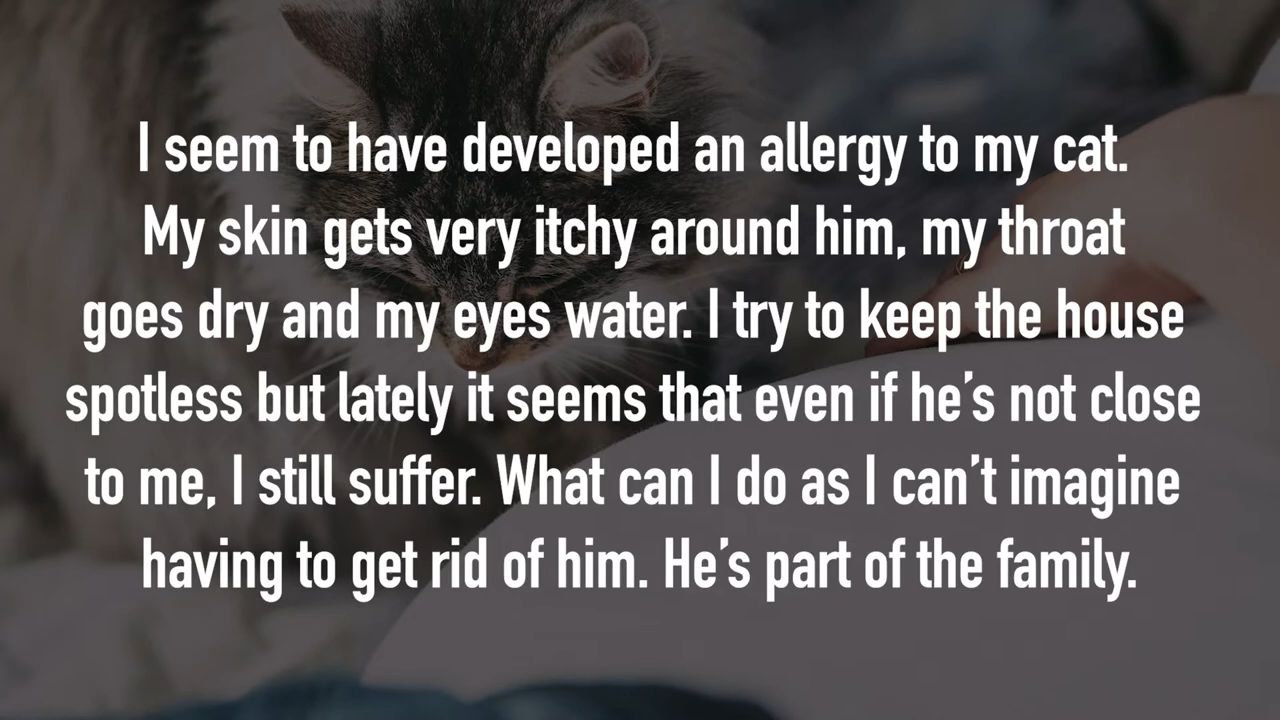 I seem to have developed an allergy to my cat.
My skin gets very itchy around him, my throat
goes dry and my eyes water. I try to keep the house
spotless but lately it seems that even if he’s not close
to me, I still suffer. What can I do as I can’t imagine
having to get rid of him. He’s part of the family.